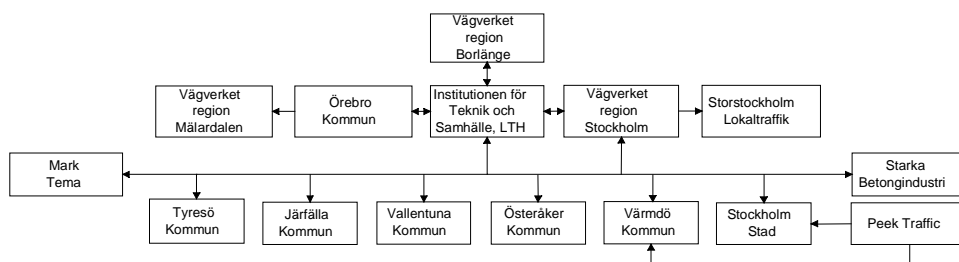 Vägverket
region
Borlänge
Vägverket
region
Mälardalen
Örebro
Kommun
Institutionen för
Teknik och
Samhälle, LTH
Vägverket
region
Stockholm
Storstockholm
Lokaltraffik
Mark
Tema
Starka
Betongindustri
Tyresö
Kommun
Järfälla
Kommun
Vallentuna
Kommun
Österåker
Kommun
Värmdö
Kommun
Stockholm
Stad
Peek Traffic